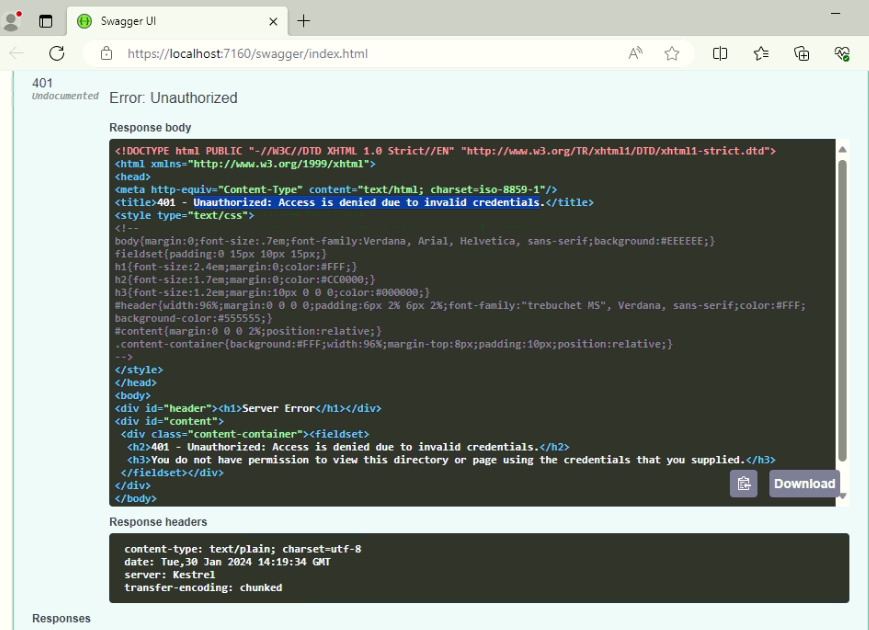 Swagger UI
https://localhost:7160/swagger/index.html
401
Undocumented
Error: Unauthorized
Response body
<!DOCTYPE html PUBLIC "-//W3C//DTD XHTML 1.0 Strict//EN" "http://www.w3.org/TR/xhtml1/DTD/xhtml1-strict.dtd">
<html xmlns="http://www.w3.org/1999/xhtml">
<head>
<meta http-equiv="Content-Type" content="text/html; charset=iso-8859-1"/>
<title>401 - Unauthorized: Access is denied due to invalid credentials.</title>
<style type="text/css">
<!--
body{margin:0;font-size:.7em;font-family:Verdana, Arial, Helvetica, sans-serif;background:#EEEEEE;}
fieldset{padding:0 15px 10px 15px;}
h1{font-size:2.4em;margin:0;color:#FFF;}
h2{font-size:1.7em;margin:0;color:#CC0000;}
h3{font-size:1.2em;margin:10px 0 0 0;color:#000000;}
#header{width:96%;margin:0 0 0 0;padding:6px 2% 6px 2%;font-family:"trebuchet MS", Verdana, sans-serif;color:#FFF;
background-color:#555555;}
#content{margin:0 0 0 2%;position:relative;}
.content-container{background:#FFF;width:96%;margin-top:8px;padding:10px;position:relative;}
-->
</style>
</head>
<body>
<div id="header"><h1>Server Error</h1></div>
<div id="content">
<div class="content-container"><fieldset>
<h2>401 - Unauthorized: Access is denied due to invalid credentials.</h2>
<h3>You do not have permission to view this directory or page using the credentials that you supplied.</h3>
</fieldset></div>
</div>
</body>
Download
Response headers
content-type: text/plain; charset=utf-8
date: Tue,30 Jan 2024 14:19:34 GMT
server: Kestrel
transfer-encoding: chunked
Responses